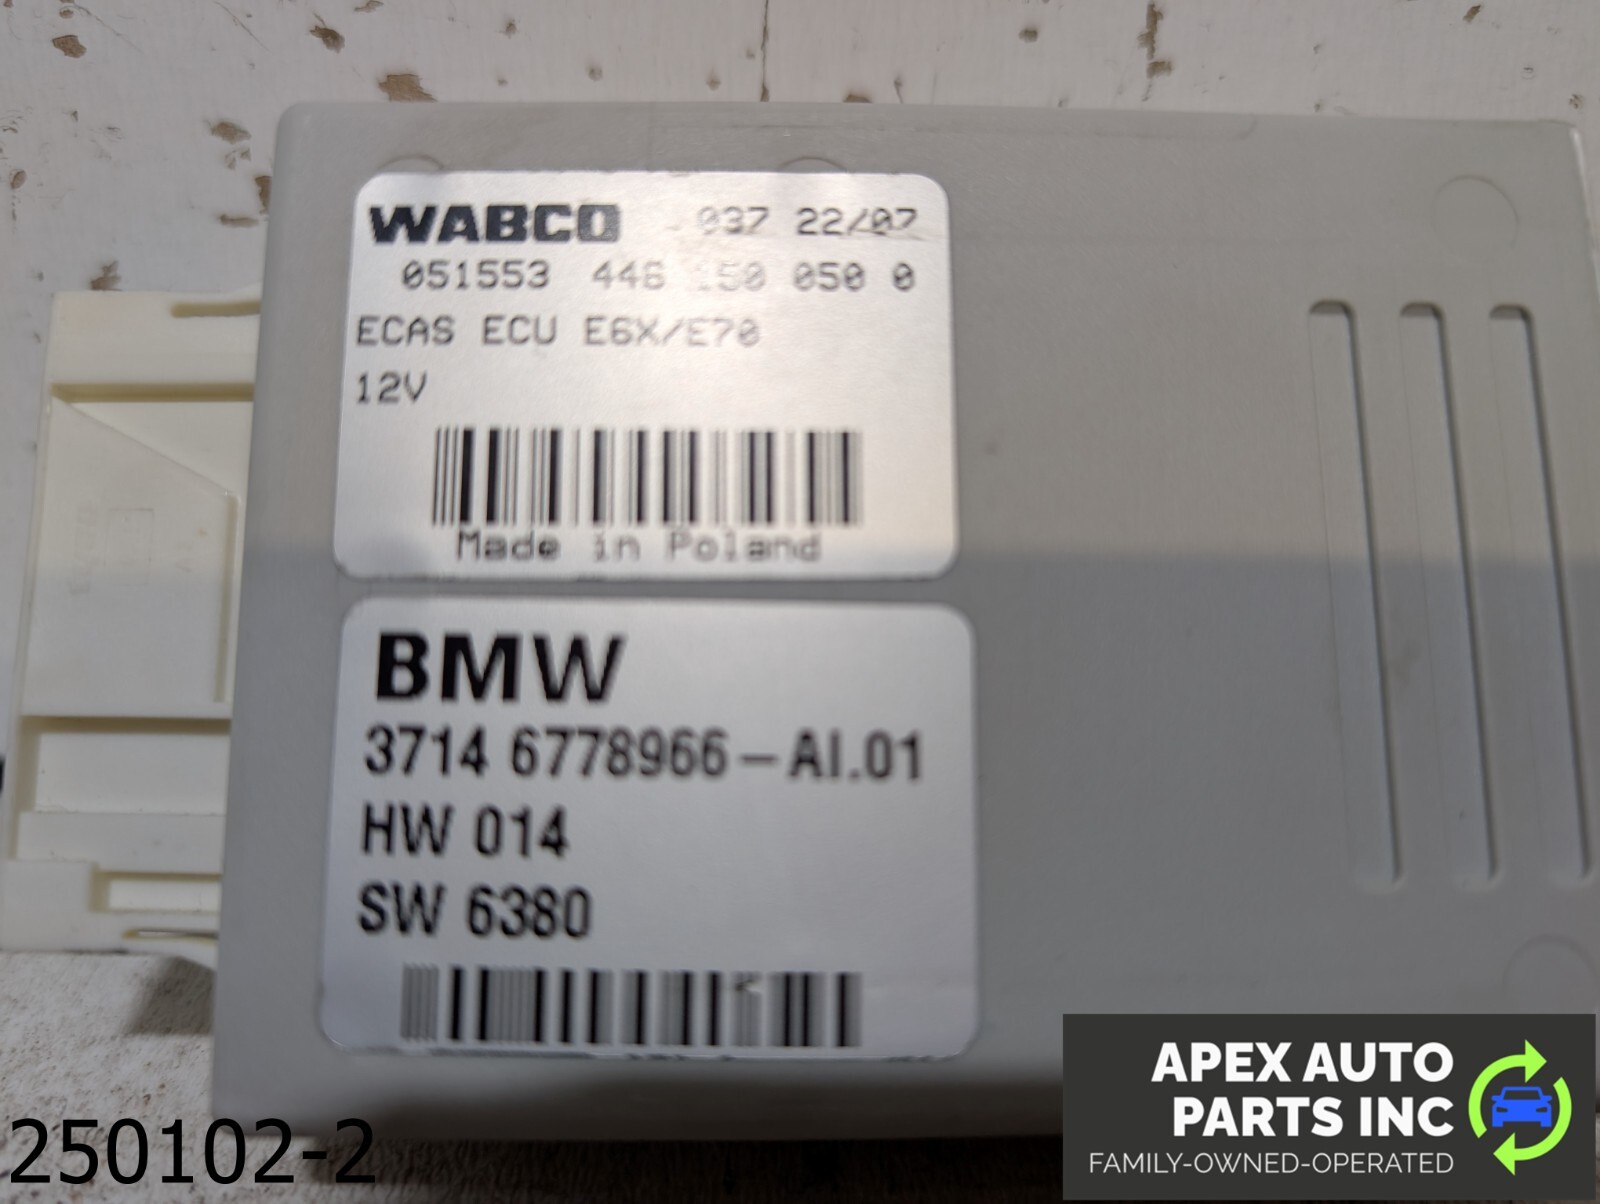 WABCO 037 22/07
051553 446 150 050 0
ECAS ECU E6X/E70
12V
Made in Poland
BMW
3714 6778966-AI.01
HW 014
SW 6380
250102-2
APEX AUTO
PARTS INC
FAMILY-OWNED-OPERATED